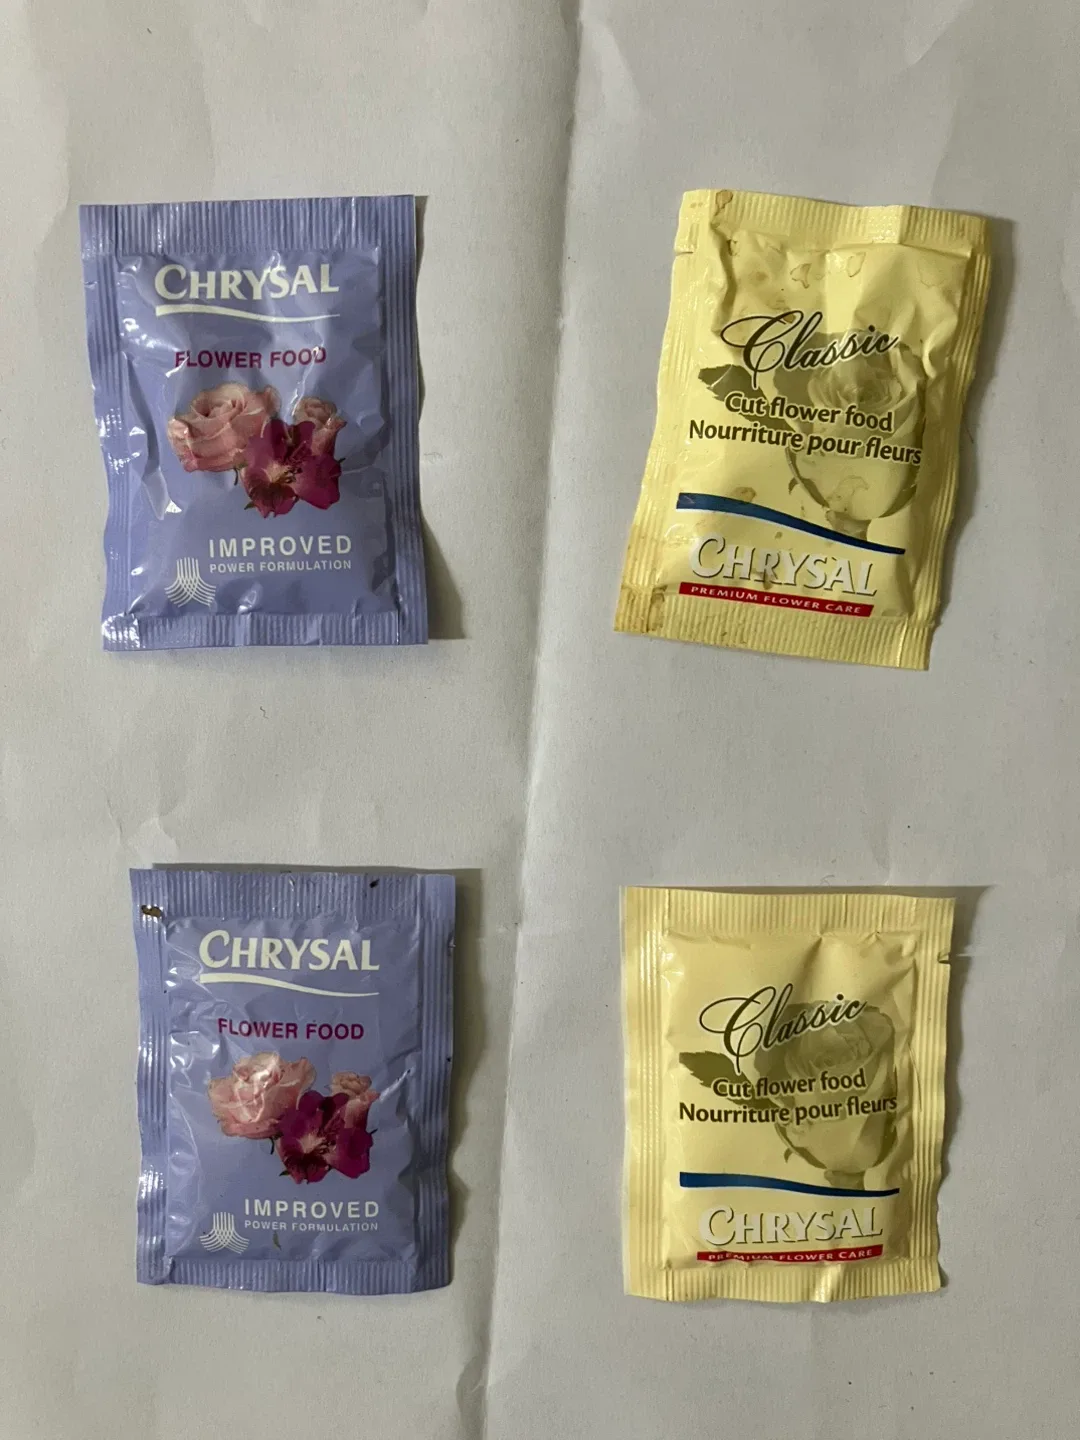 CHRYSAL
FLOWER FOOD
IMPROVED
POWER FORMULATION
Classic
Cut flower food
Nourriture pour fleurs
CHRYSAL
PREMIUM FLOWER CARE
CHRYSAL
FLOWER FOOD
IMPROVED
POWER FORMULATION
Classic
Cut flower food
Nourriture pour fleurs
CHRYSAL
PREMIUM FLOWER CARE